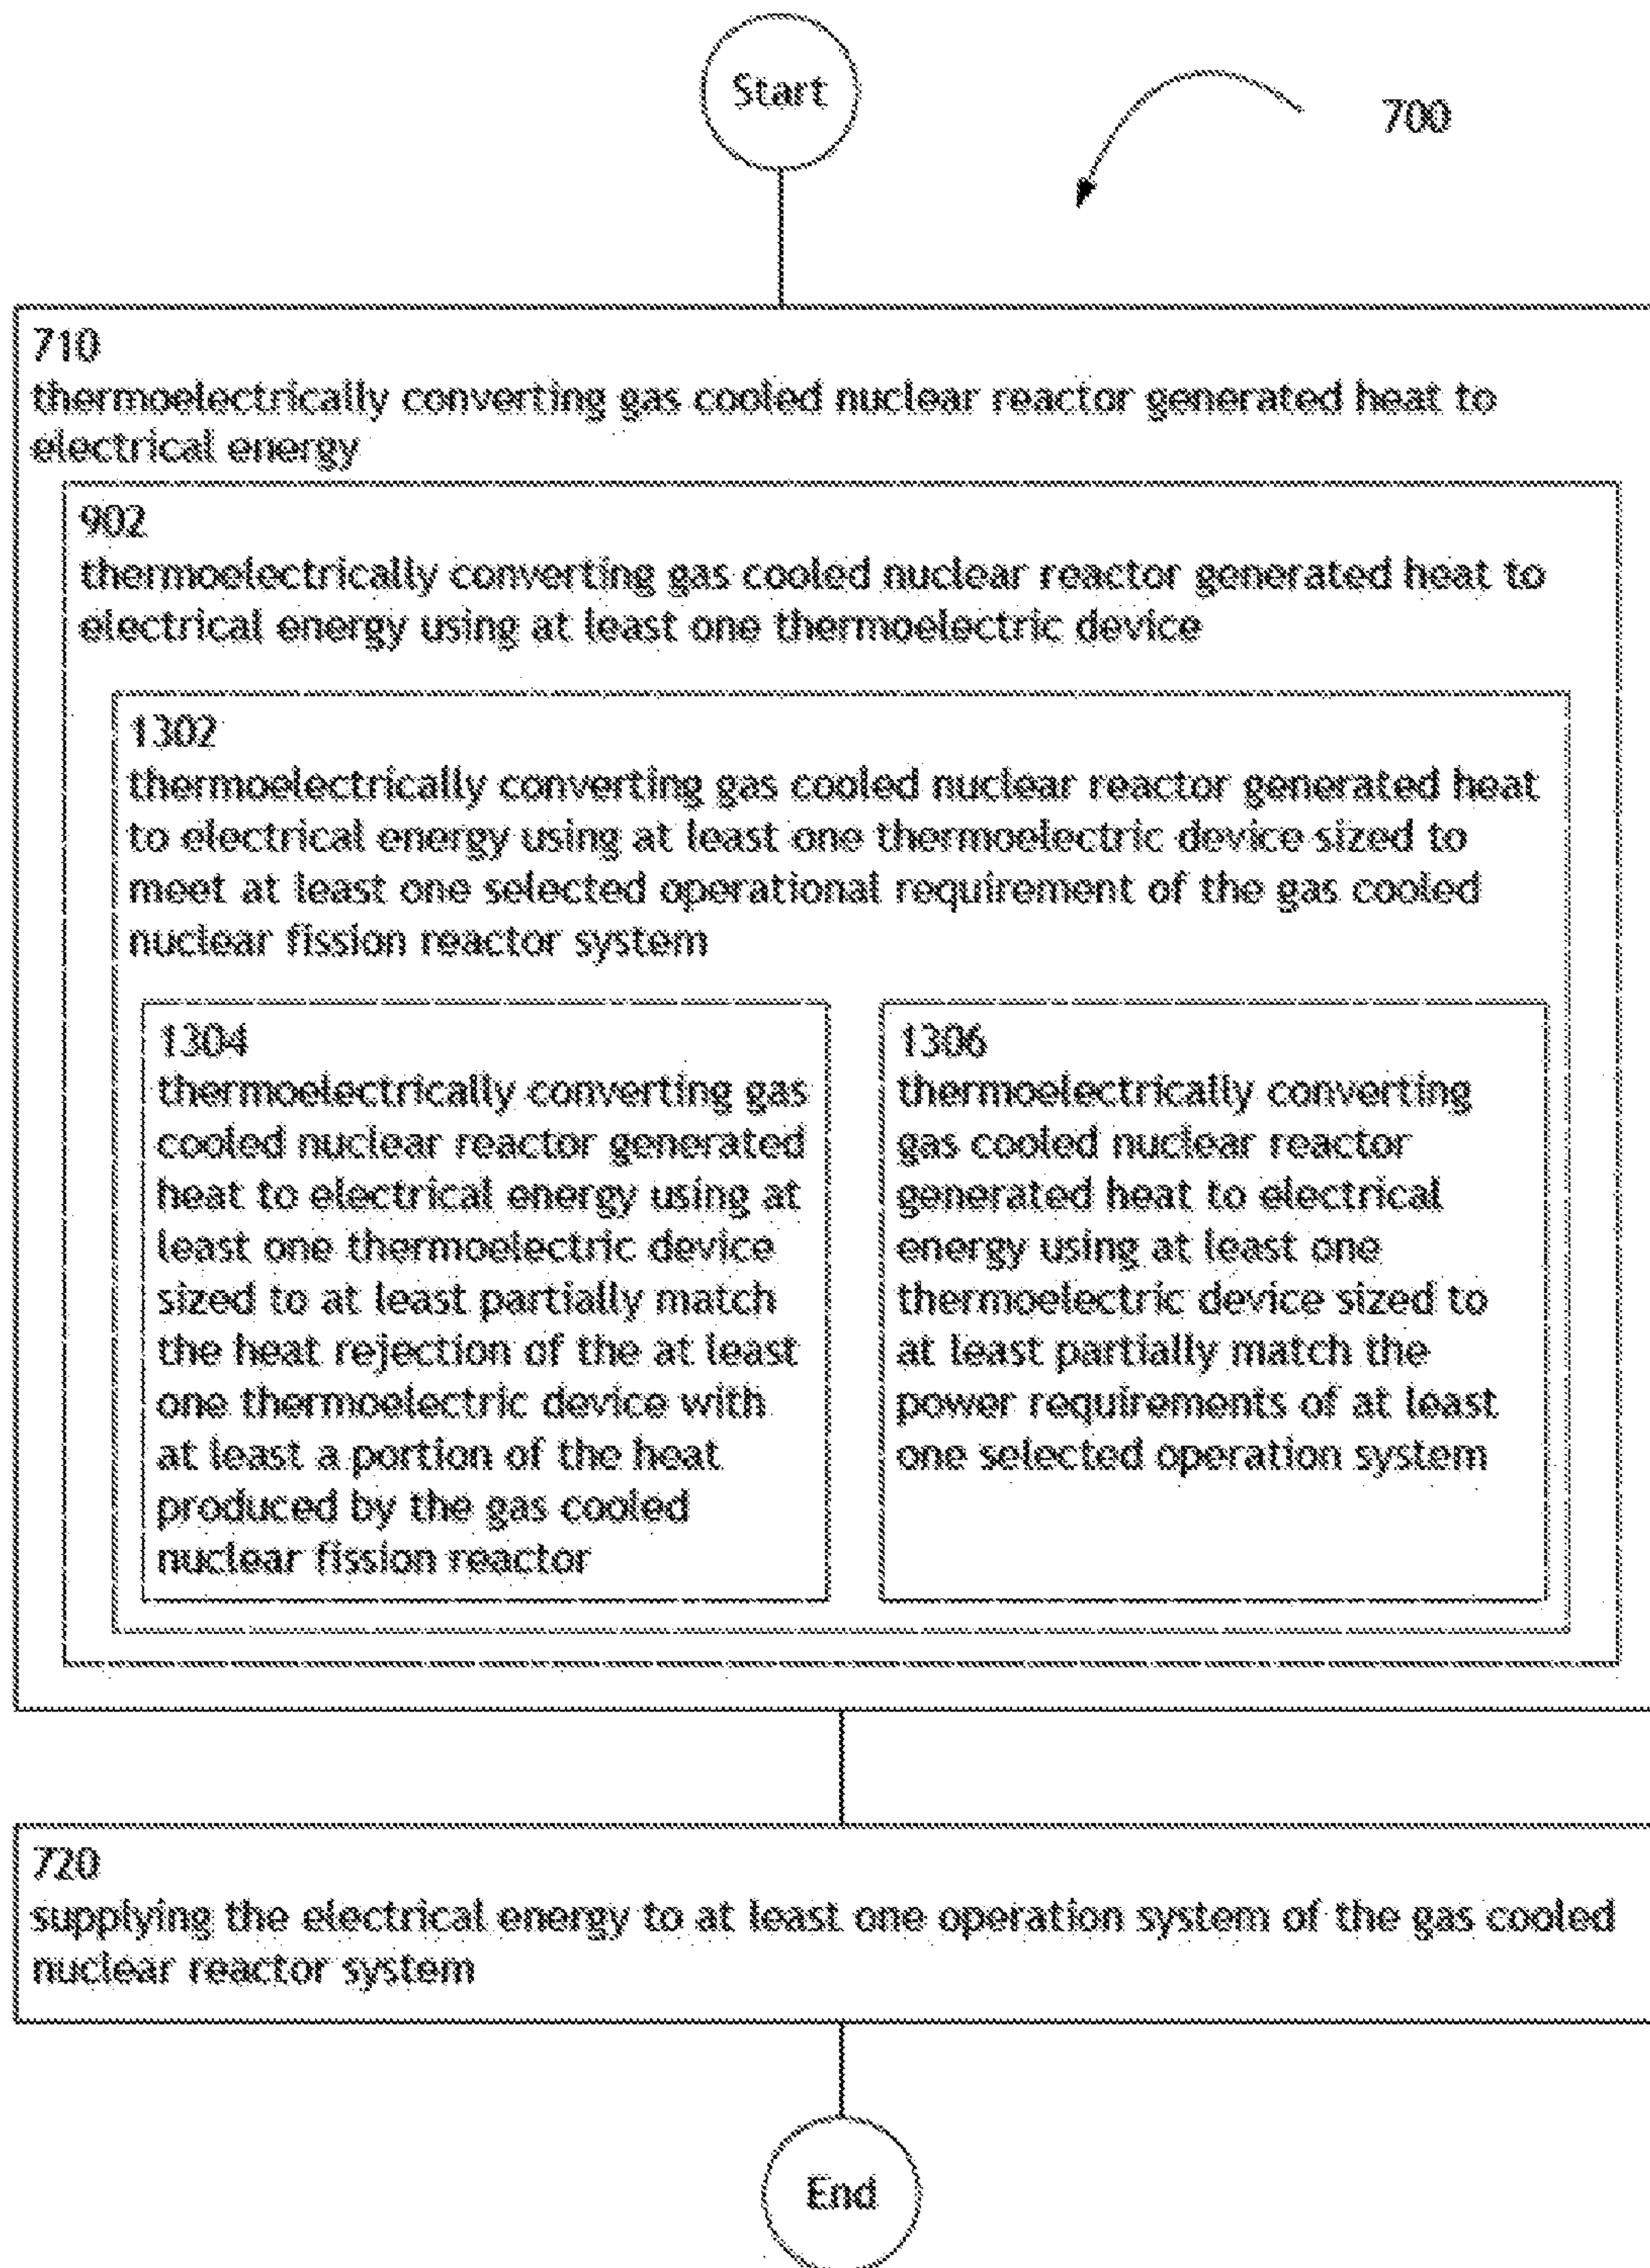 Start
700
710
thermoelectrically converting gas cooled nuclear reactor generated heat to
electrical energy
902
thermoelectrically converting gas cooled nuclear reactor generated heat to
electrical energy using at least one thermoelectric device
1302
thermoelectrically converting gas cooled nuclear reactor generated heat
to electrical energy using at least one thermoelectric device sized to
meet at least one selected operational requirement of the gas cooled
nuclear fission reactor system
1304
thermoelectrically converting gas
cooled nuclear reactor generated
heat to electrical energy using at
least one thermoelectric device
sized to at least partially match
the heat rejection of the at least
one thermoelectric device with
at least a portion of the heat
produced by the gas cooled
nuclear fission reactor
1306
thermoelectrically converting
gas cooled nuclear reactor
generated heat to electrical
energy using at least one
thermoelectric device sized to
at least partially match the
power requirements of at least
one selected operation system
720
supplying the electrical energy to at least one operation system of the gas cooled
nuclear reactor system
End